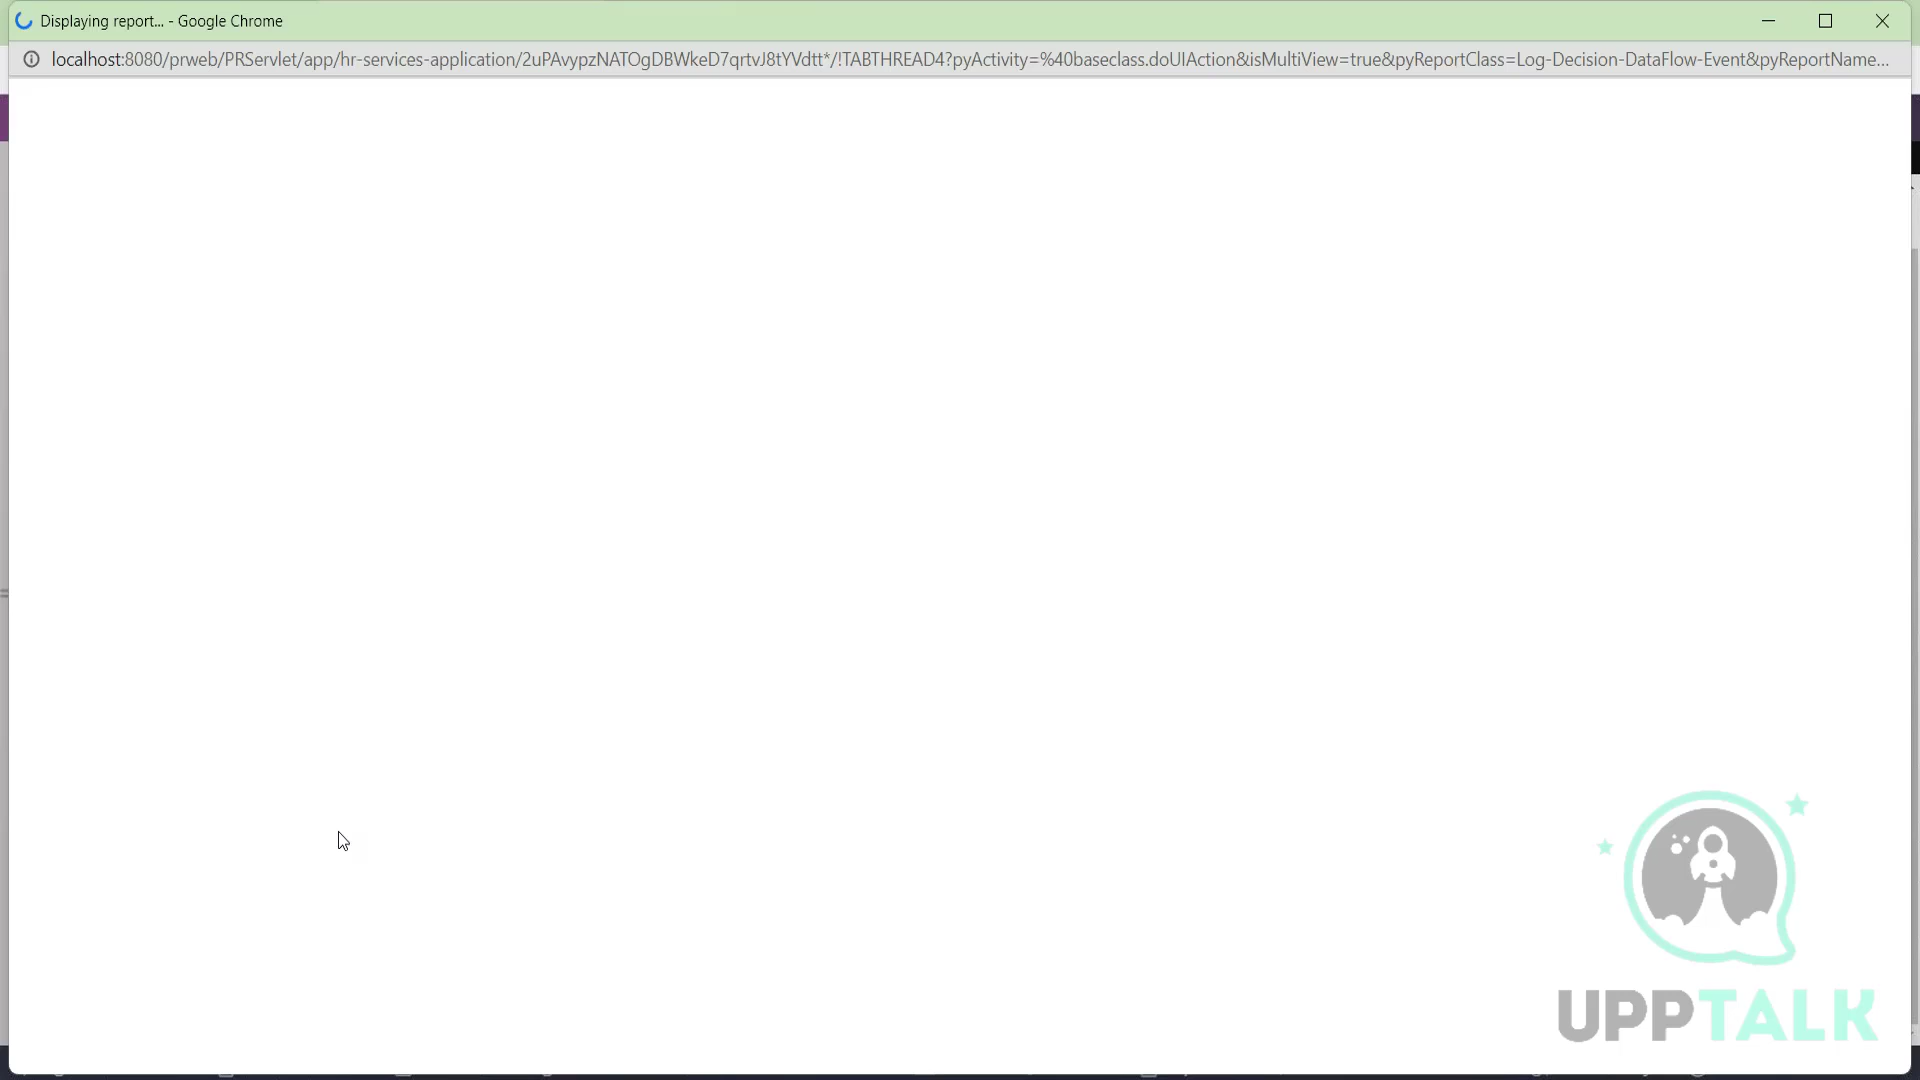 Displaying report... - Google Chrome
localhost:8080/prweb/PRServlet/app/hr-services-application/2uPAvypzNATOgDBWkeD7qrtvJ8tYVdtt*/!TABTHREAD4?pyActivity=%40baseclass.doUIAction&isMultiView=true&pyReportClass=Log-Decision-DataFlow-Event&pyReportName...
UPPTALK